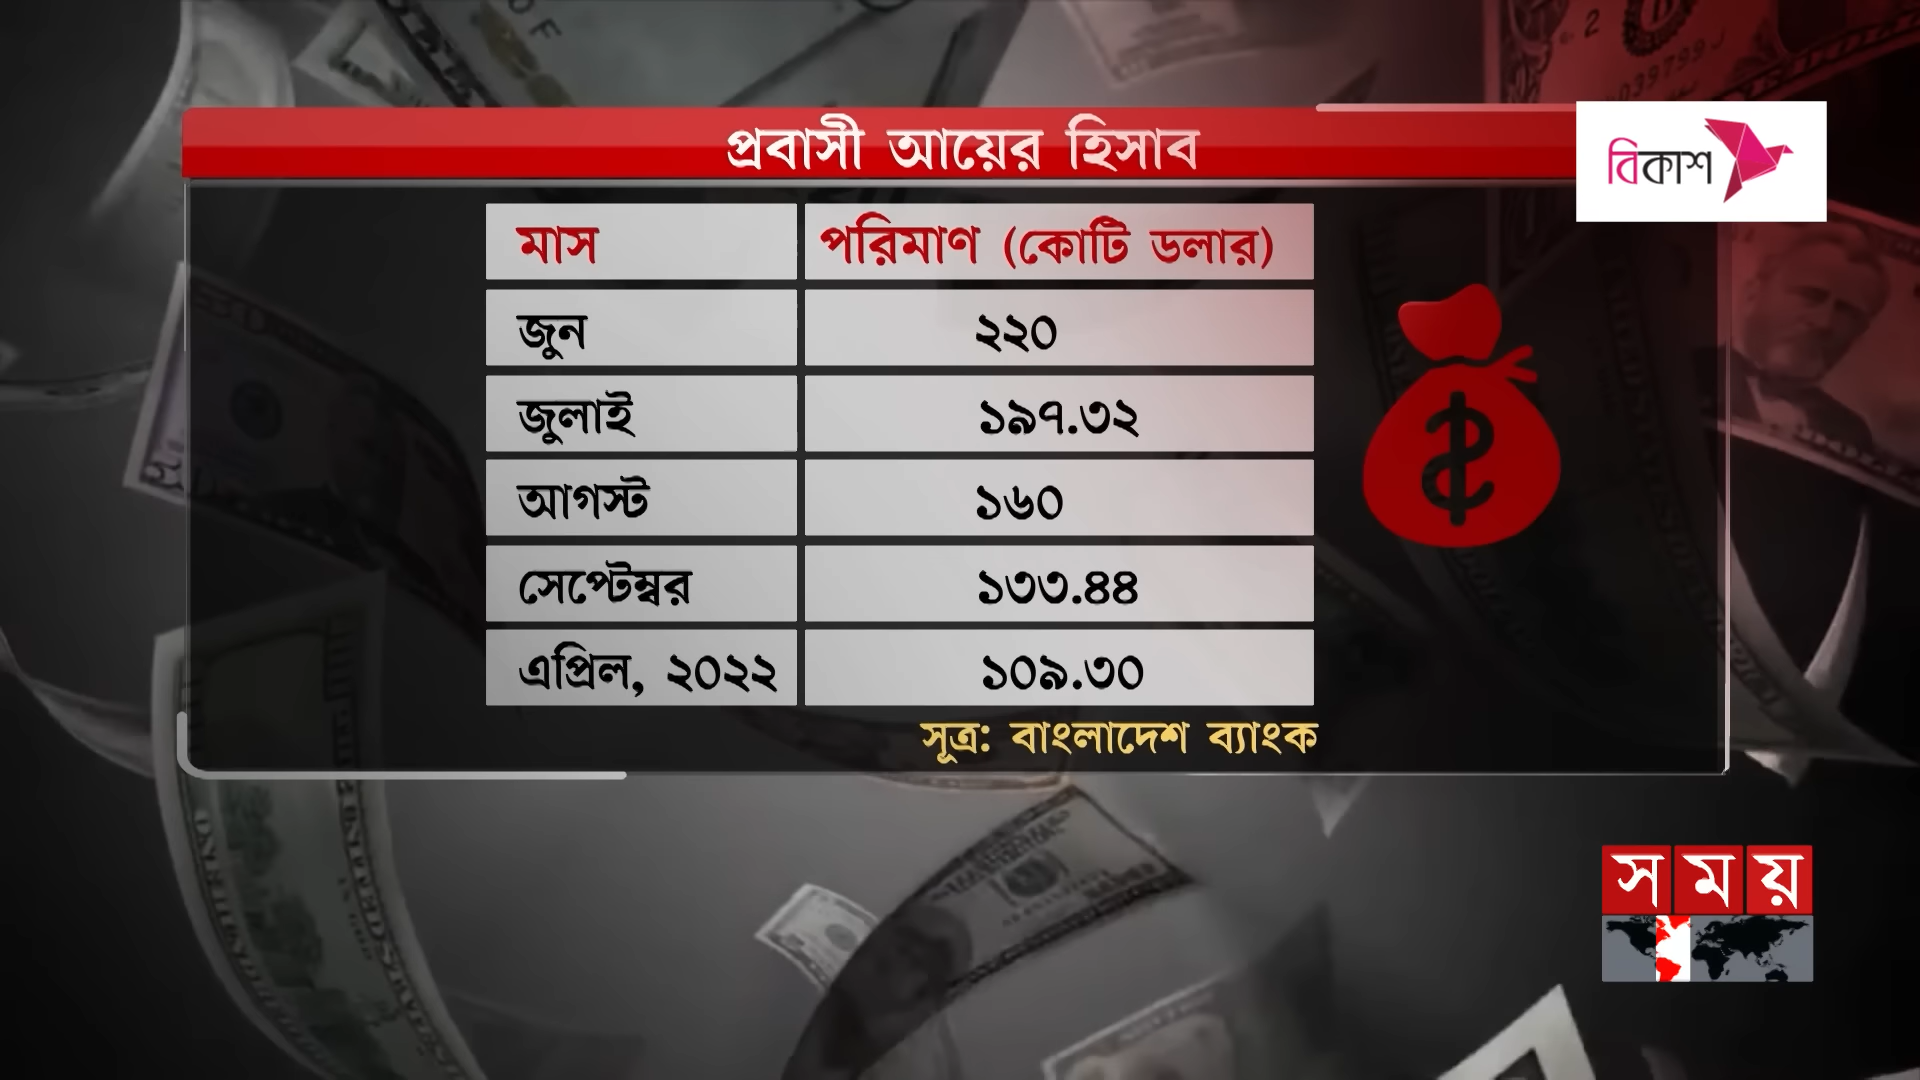 প্রবাসী আয়ের হিসাব
বিকাশ
মাস পরিমাণ (কোটি ডলার)
জুন ২২০
জুলাই ১৯৭.৩২
আগস্ট ১৬০
সেপ্টেম্বর ১৩৩.৪৪
এপ্রিল, ২০২২ ১০৯.৩০
সূত্র: বাংলাদেশ ব্যাংক
সময়